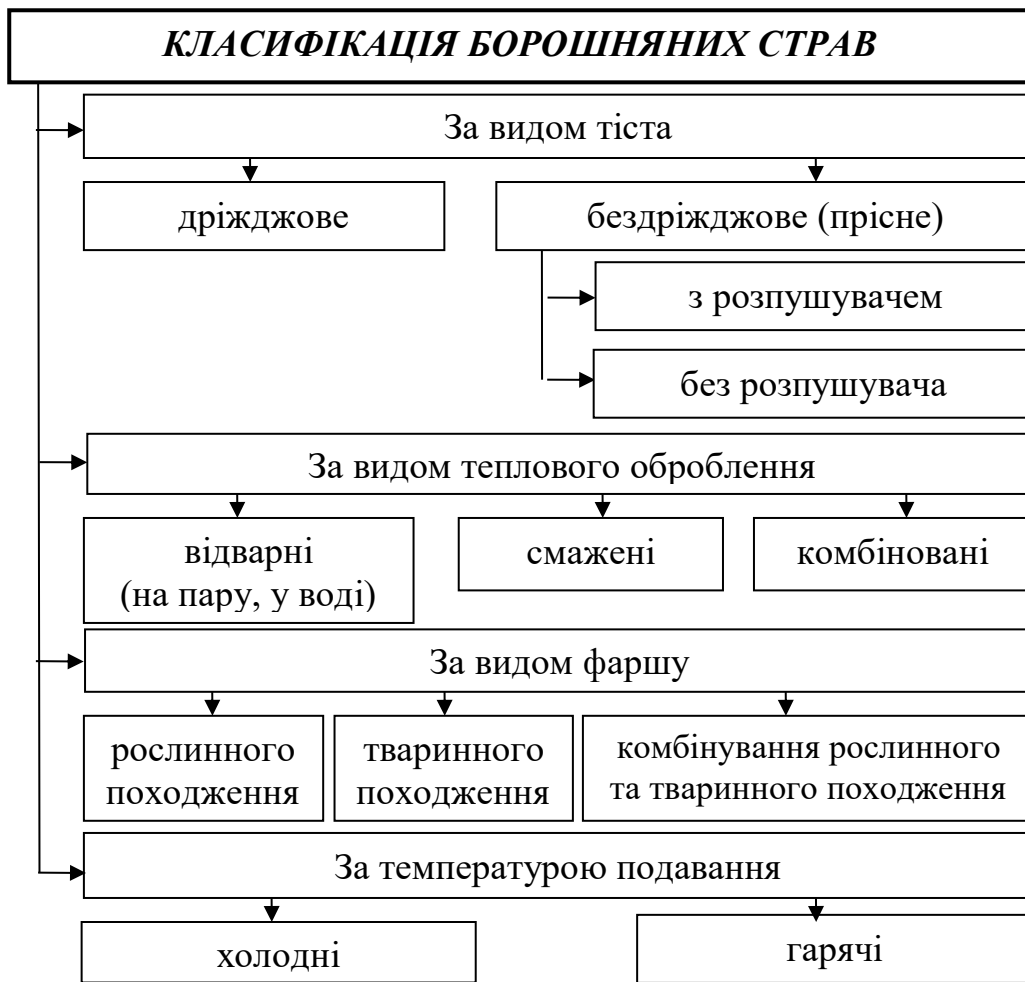 КЛАСИФІКАЦІЯ БОРОШНЯНИХ СТРАВ
За видом тіста
дріжджове
бездріжджове (прісне)
з розпушувачем
без розпушувача
За видом теплового оброблення
відварні
(на пару, у воді)
смажені
комбіновані
За видом фаршу
рослинного
походження
тваринного
походження
комбінування рослинного
та тваринного походження
За температурою подавання
холодні
гарячі